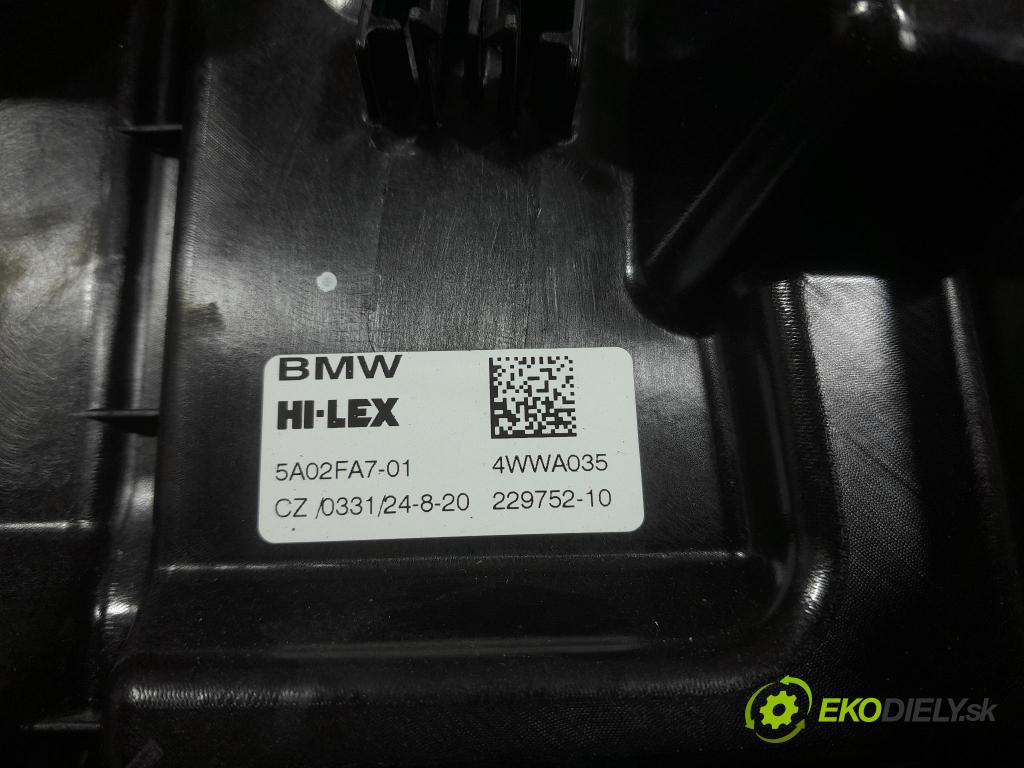 BMW
HI-LEX
5A02FA7-01 4WWA035
CZ /0331/24-8-20 229752-10
EKODIELY.sk